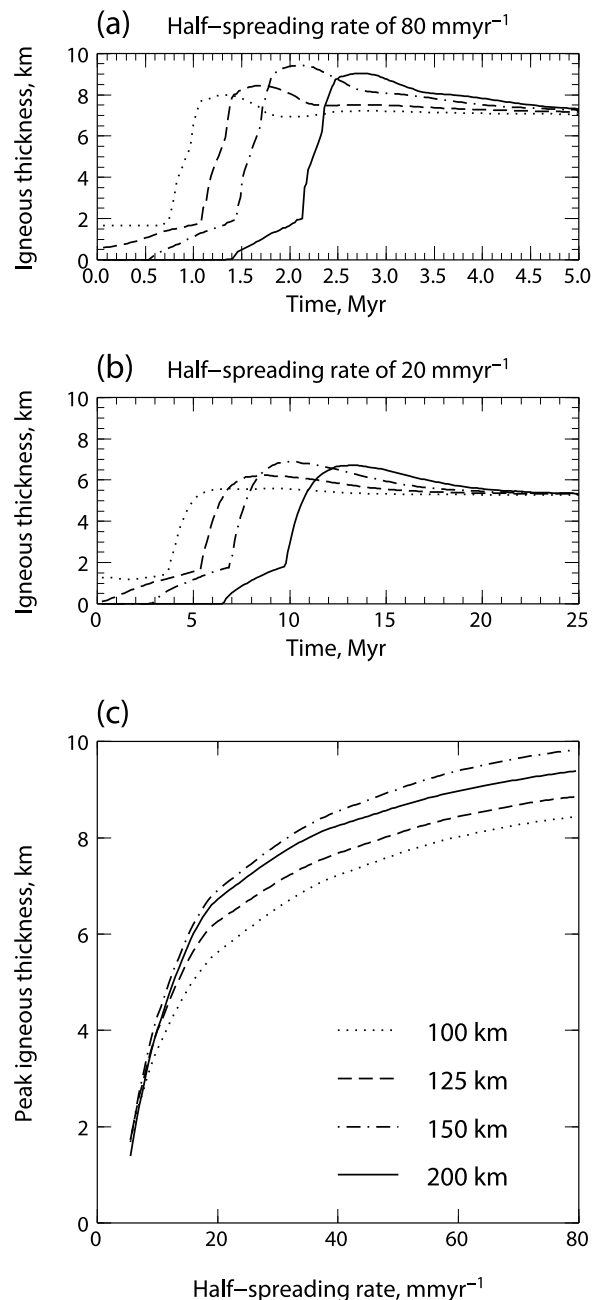 (a) Half−spreading rate of 80 mmyr⁻¹
10
8
6
4
2
0
Igneous thickness, km
0.0 0.5 1.0 1.5 2.0 2.5 3.0 3.5 4.0 4.5 5.0
Time, Myr
(b) Half−spreading rate of 20 mmyr⁻¹
10
8
6
4
2
0
Igneous thickness, km
0 5 10 15 20 25
Time, Myr
(c)
10
8
6
4
2
0
Peak igneous thickness, km
100 km
125 km
150 km
200 km
0 20 40 60 80
Half−spreading rate, mmyr⁻¹